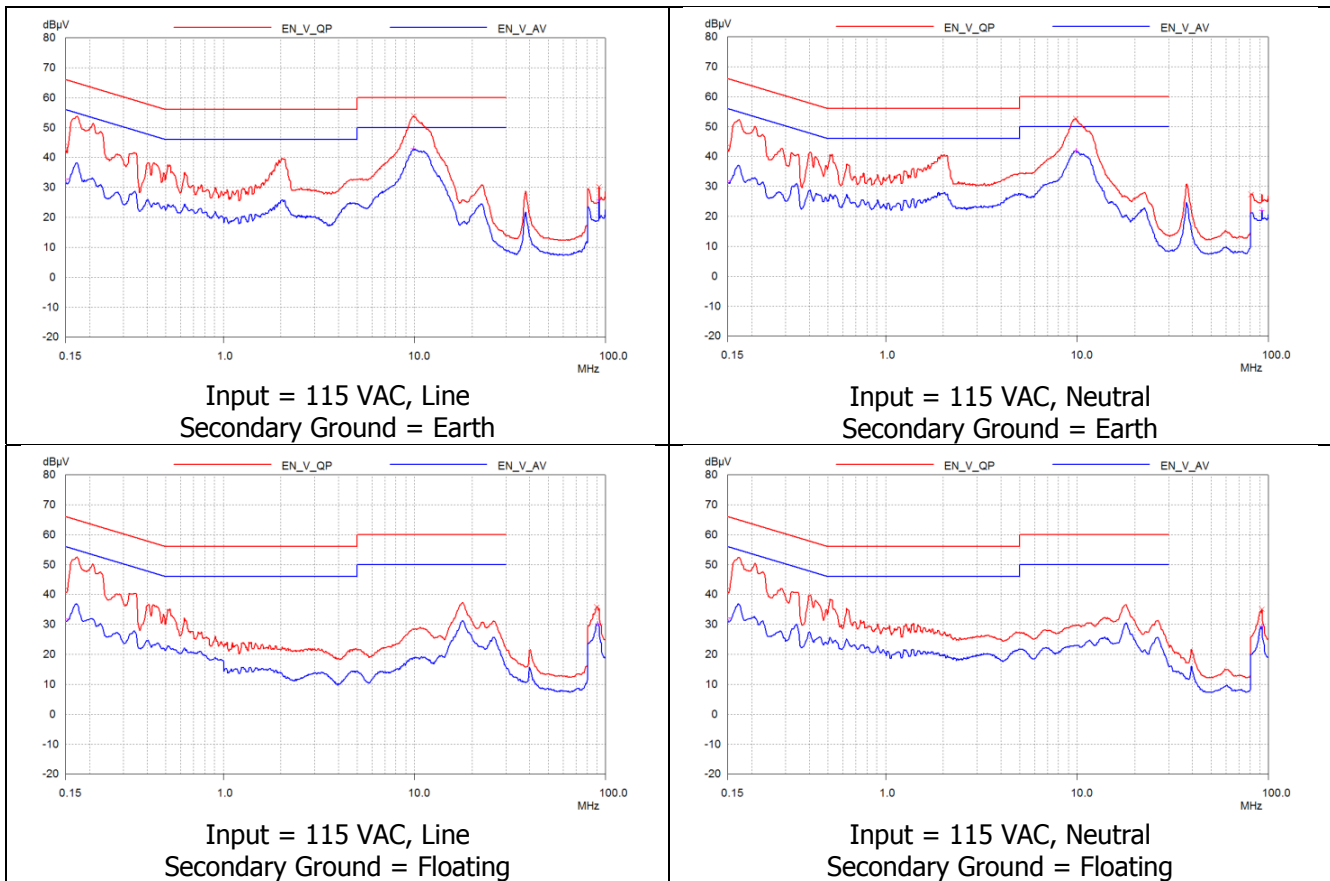 dBµV
EN_V_QP EN_V_AV
80
70
60
50
40
30
20
10
0
-10
-20
0.15 1.0 10.0 100.0
MHz
Input = 115 VAC, Line
Secondary Ground = Earth
dBµV
EN_V_QP EN_V_AV
80
70
60
50
40
30
20
10
0
-10
-20
0.15 1.0 10.0 100.0
MHz
Input = 115 VAC, Neutral
Secondary Ground = Earth
dBµV
EN_V_QP EN_V_AV
80
70
60
50
40
30
20
10
0
-10
-20
0.15 1.0 10.0 100.0
MHz
Input = 115 VAC, Line
Secondary Ground = Floating
dBµV
EN_V_QP EN_V_AV
80
70
60
50
40
30
20
10
0
-10
-20
0.15 1.0 10.0 100.0
MHz
Input = 115 VAC, Neutral
Secondary Ground = Floating